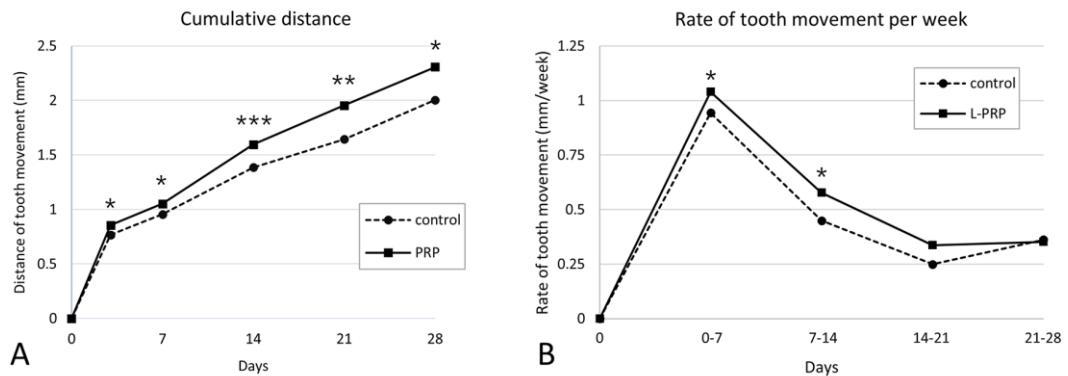 Cumulative distance
Distance of tooth movement (mm)
2.5
2
1.5
1
0.5
0
*
*
***
**
*
control
PRP
0
7
14
21
28
Days
A
Rate of tooth movement per week
Rate of tooth movement (mm/week)
1.25
1
0.75
0.5
0.25
0
*
*
control
L-PRP
0
0-7
7-14
14-21
21-28
Days
B